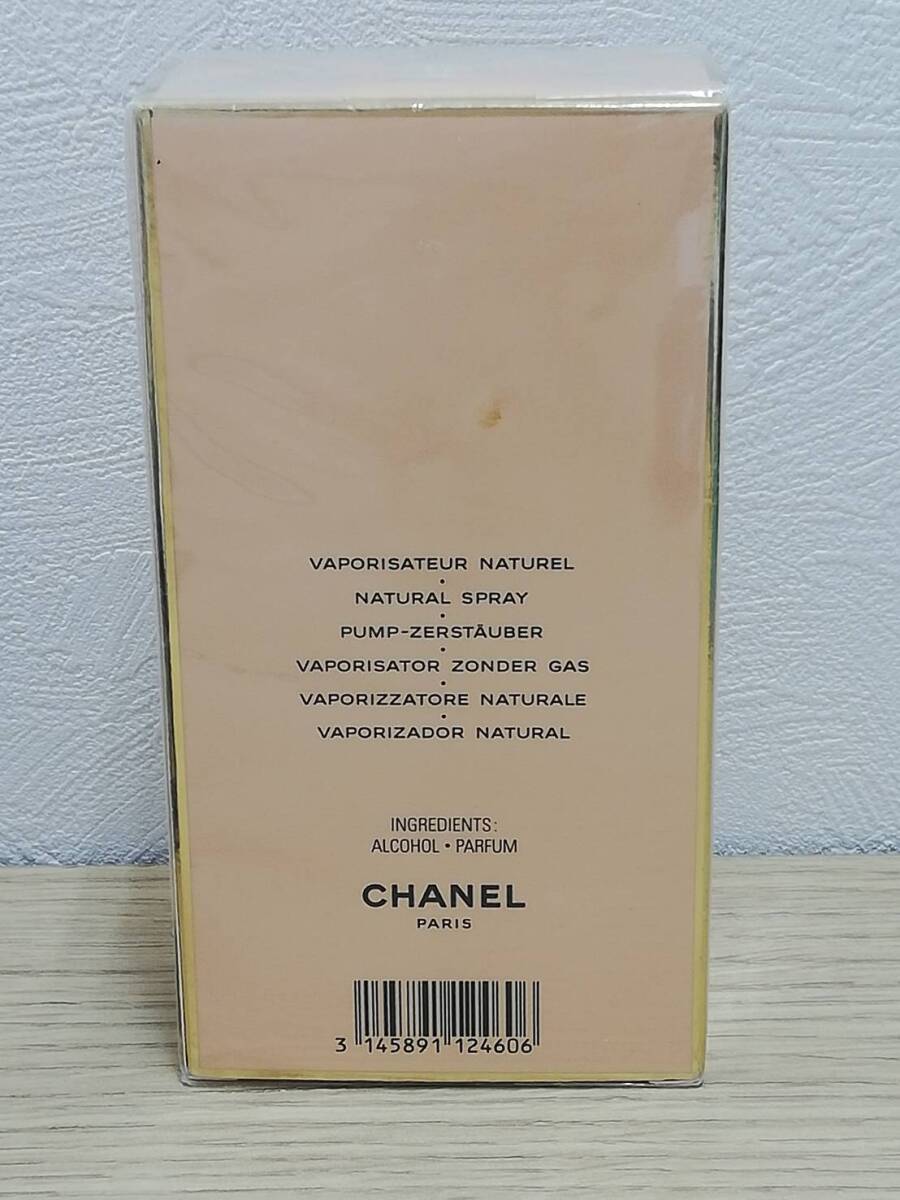 VAPORISATEUR NATUREL
•
NATURAL SPRAY
•
PUMP-ZERSTÄUBER
•
VAPORISATOR ZONDER GAS
•
VAPORIZZATORE NATURALE
•
VAPORIZADOR NATURAL
INGREDIENTS:
ALCOHOL • PARFUM
CHANEL
PARIS
3 145891 124606